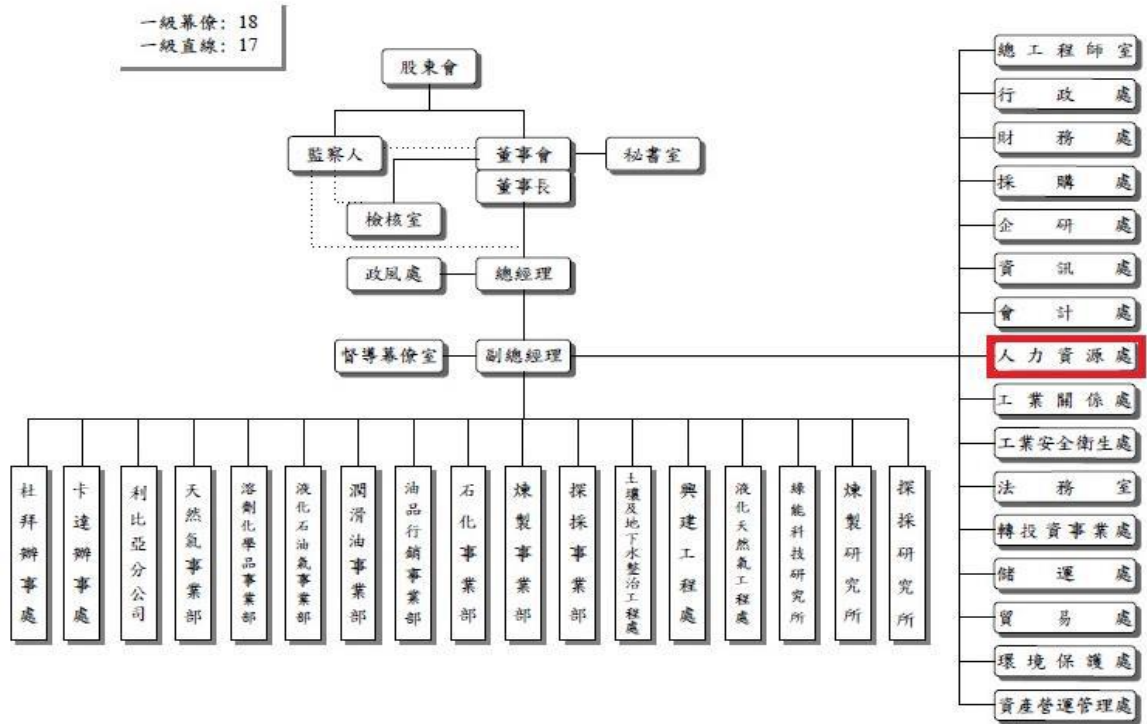 一級幕僚: 18
一級直線: 17
股東會
監察人
董事會
秘書室
董事長
檢核室
政風處
總經理
督導幕僚室
副總經理
總工程師室
行政處
財務處
採購處
企研處
資訊處
會計處
人力資源處
工業關係處
工業安全衛生處
法務室
轉投資事業處
儲運處
貿易處
環境保護處
資產營運管理處
杜拜辦事處
卡達辦事處
利比亞分公司
天然氣事業部
溶劑化學品事業部
液化石油氣事業部
潤滑油事業部
油品行銷事業部
石化事業部
煉製事業部
探採事業部
土壤及地下水整治工程處
興建工程處
液化天然氣工程處
綠能科技研究所
煉製研究所
探採研究所